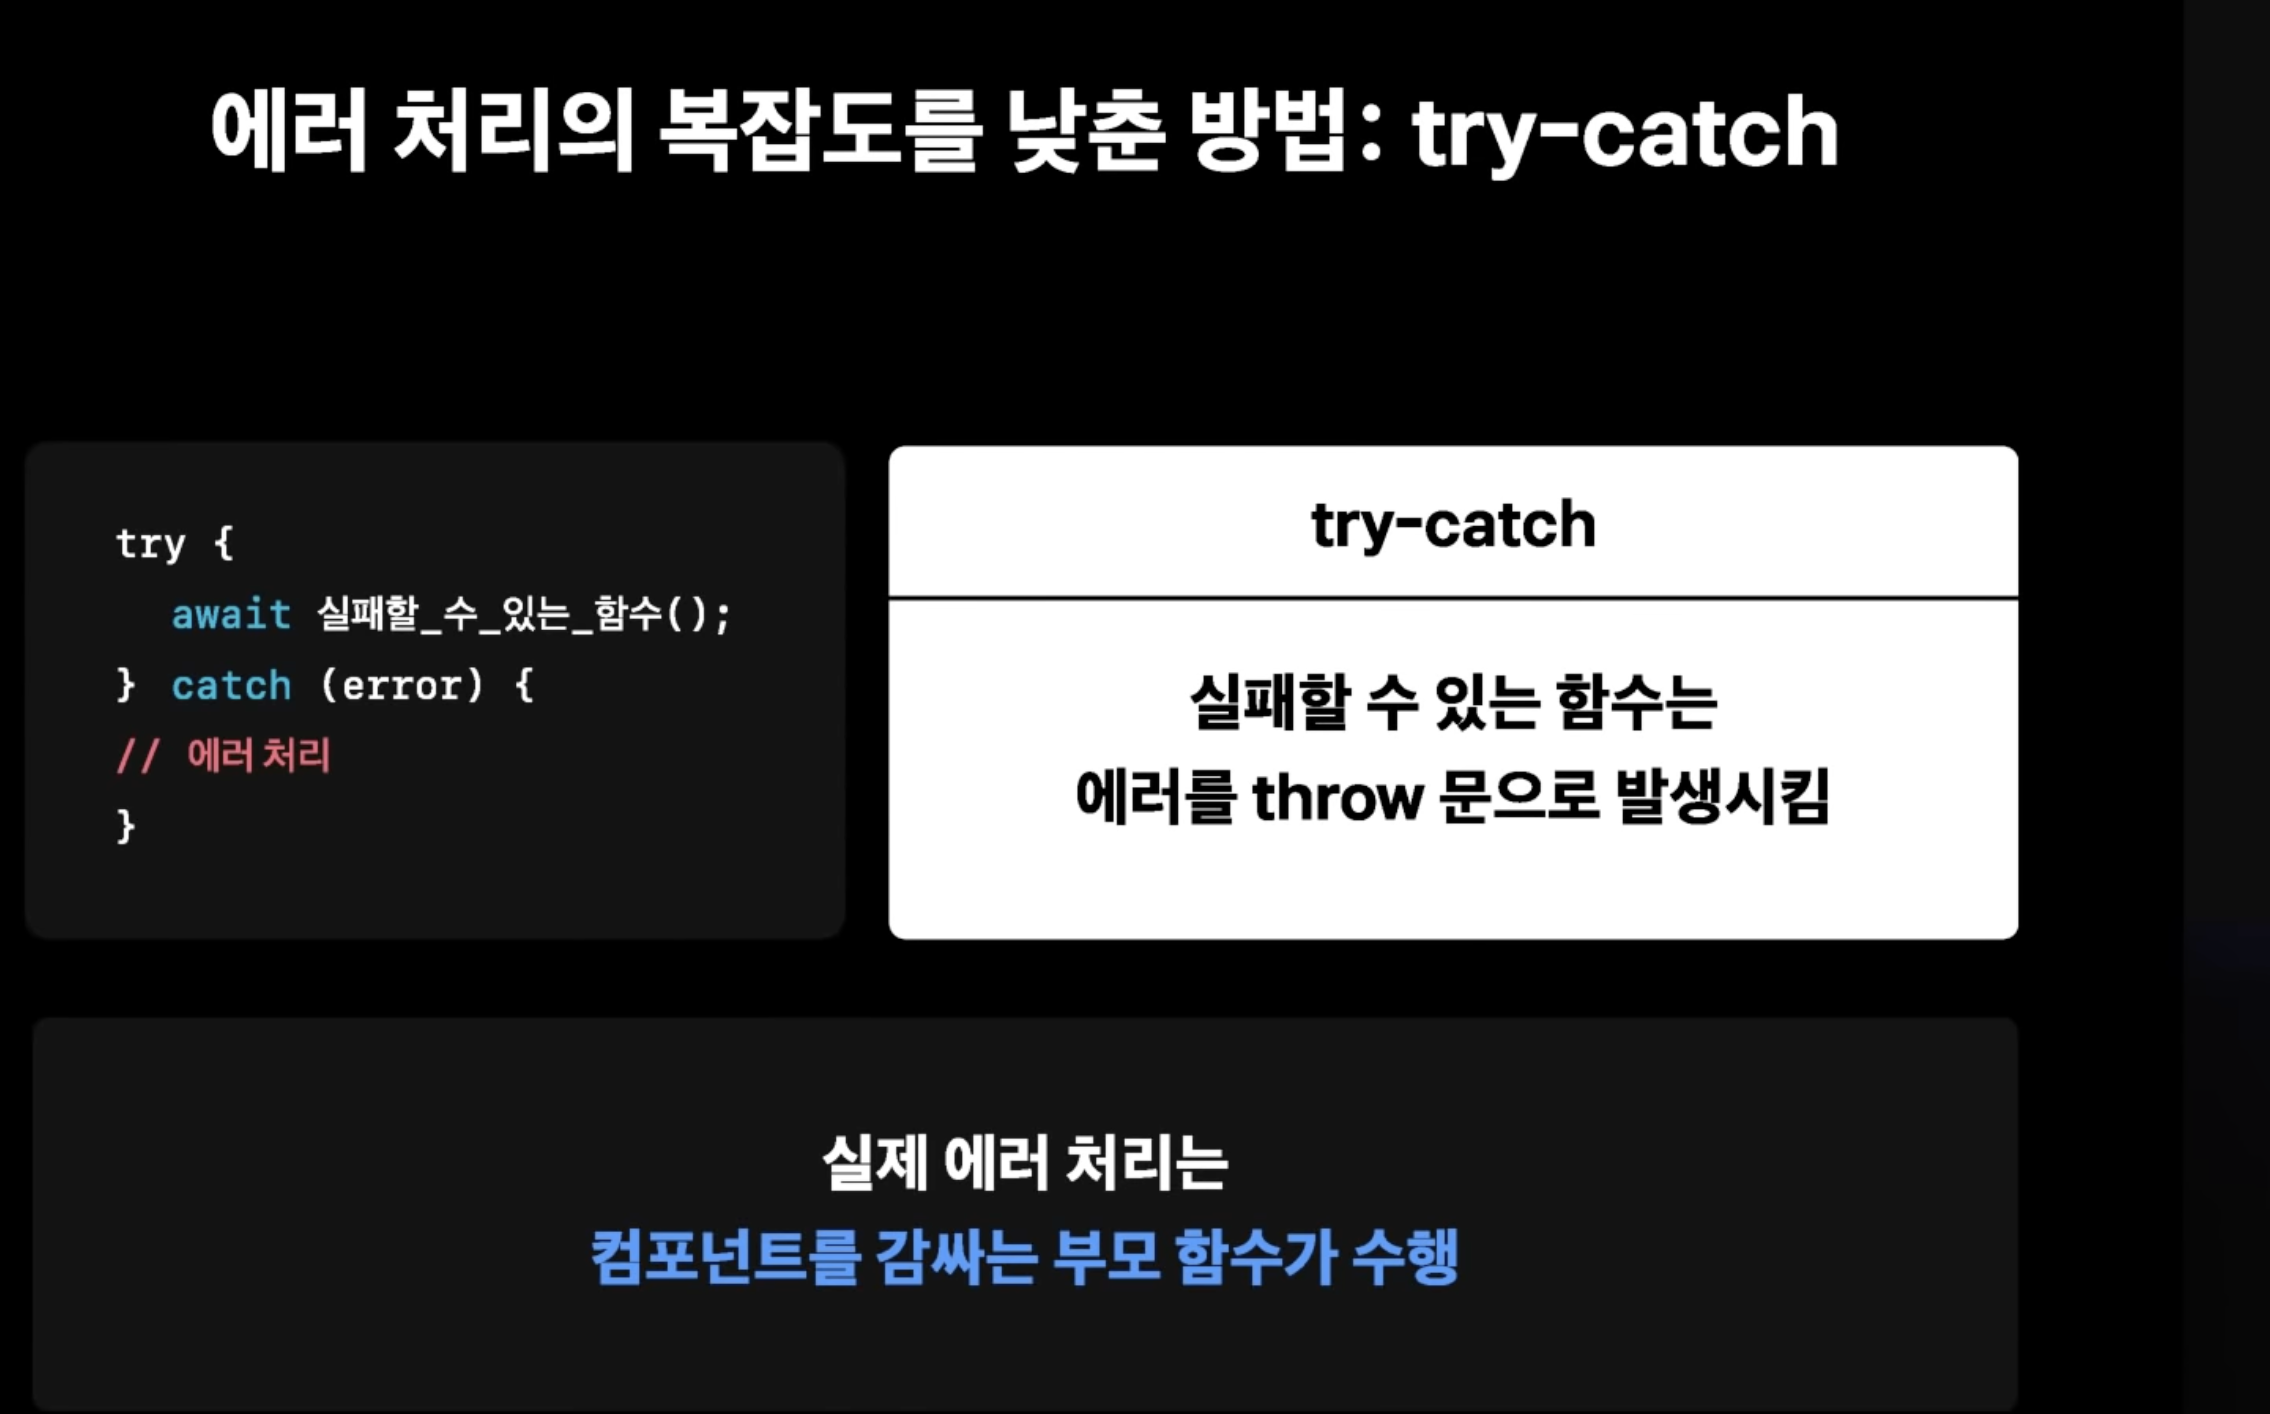 에러 처리의 복잡도를 낮춘 방법: try-catch
try {
await 실패할_수_있는_함수();
} catch (error) {
// 에러 처리
}
try-catch
실패할 수 있는 함수는
에러를 throw 문으로 발생시킴
실제 에러 처리는
컴포넌트를 감싸는 부모 함수가 수행